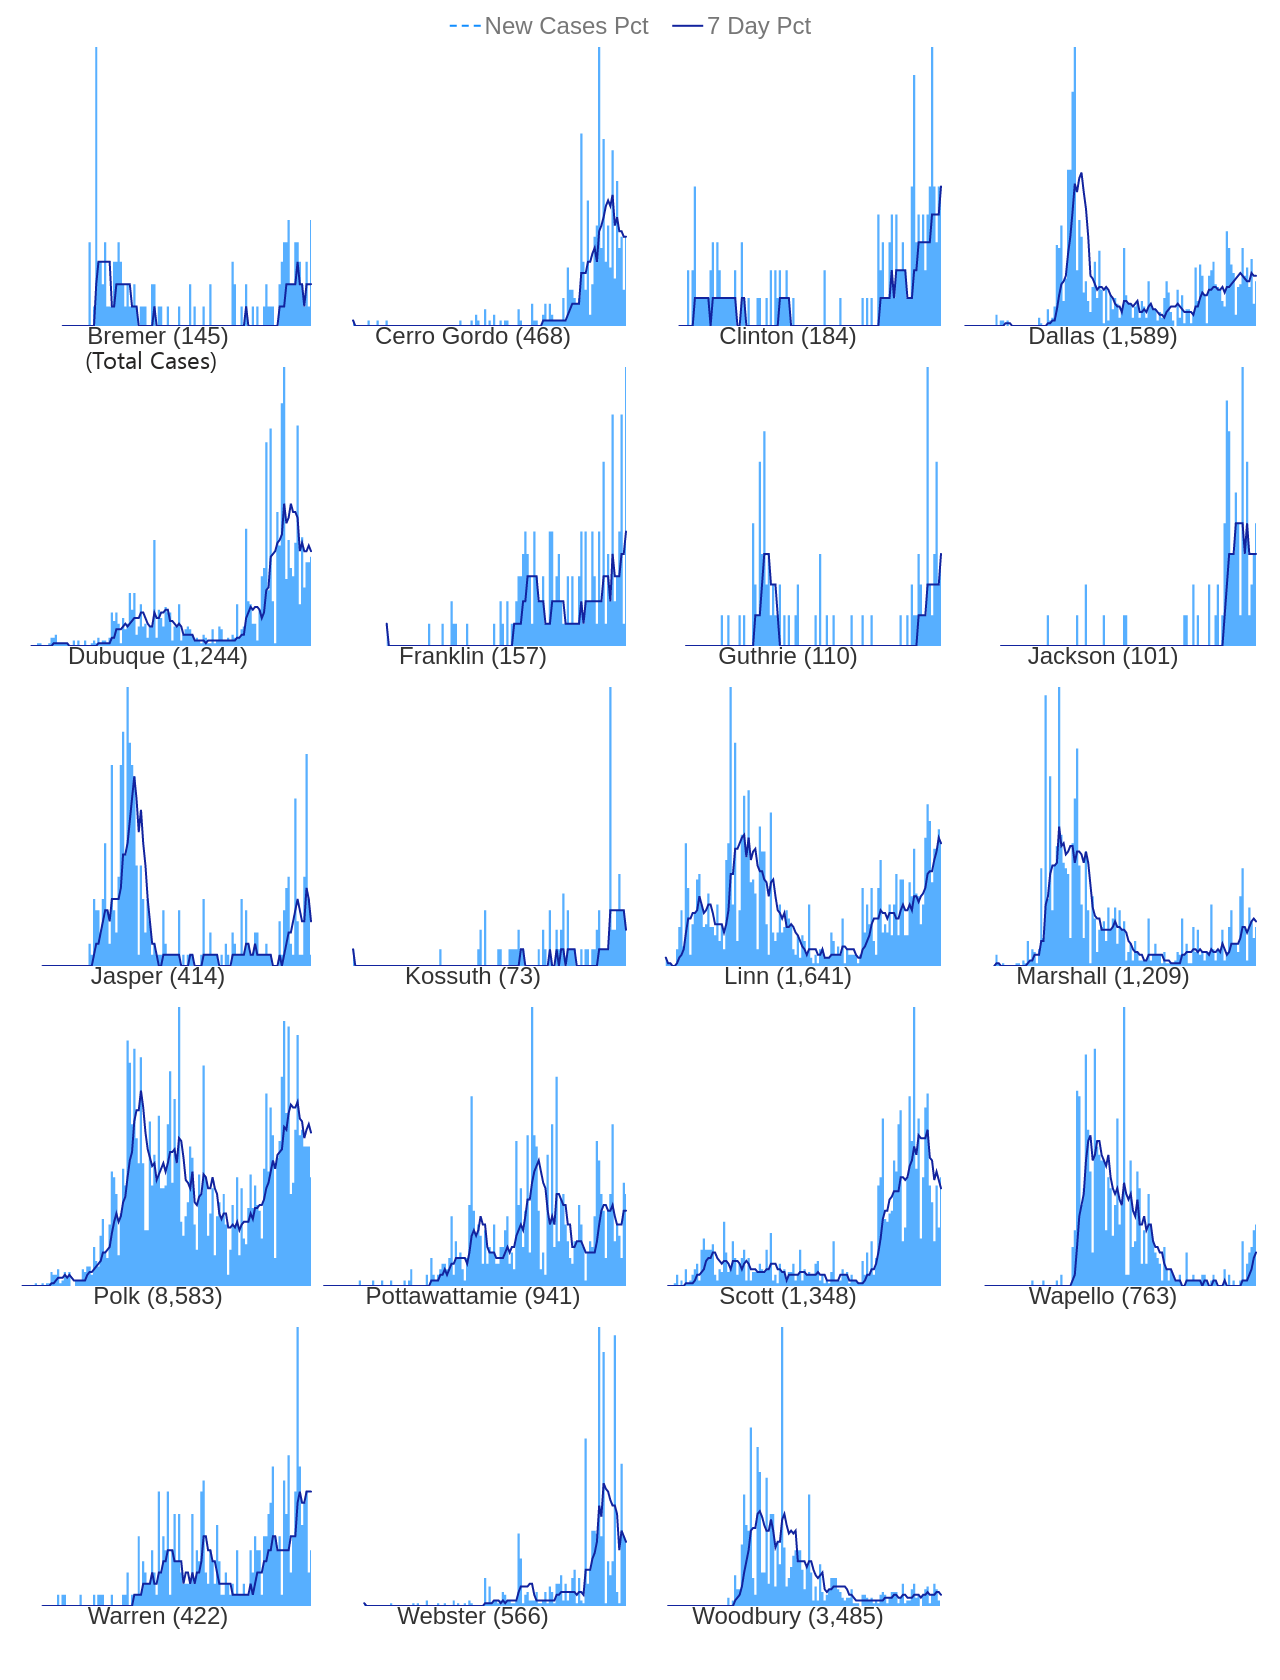 New Cases Pct 7 Day Pct
Bremer (145) Cerro Gordo (468) Clinton (184) Dallas (1,589)
(Total Cases)
Dubuque (1,244) Franklin (157) Guthrie (110) Jackson (101)
Jasper (414) Kossuth (73) Linn (1,641) Marshall (1,209)
Polk (8,583) Pottawattamie (941) Scott (1,348) Wapello (763)
Warren (422) Webster (566) Woodbury (3,485)